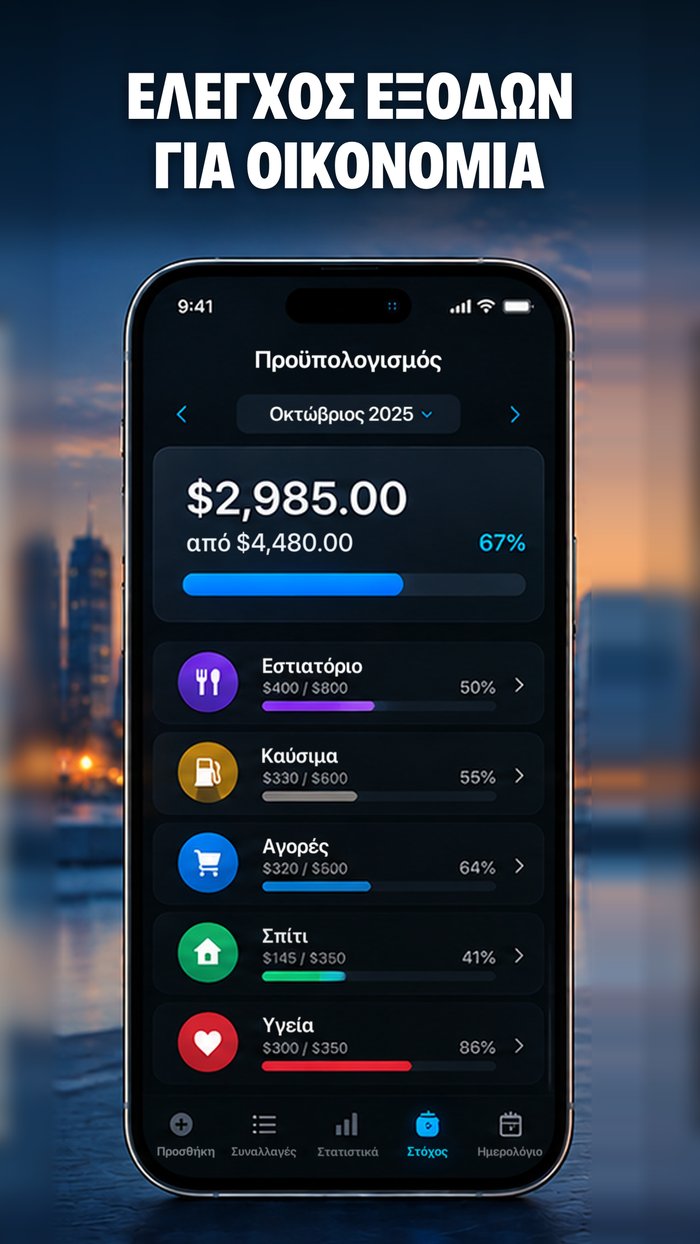 ΕΛΕΓΧΟΣ ΕΞΟΔΩΝ
ΓΙΑ ΟΙΚΟΝΟΜΙΑ
9:41
Προϋπολογισμός
Οκτώβριος 2025
$2,985.00
από $4,480.00
67%
Εστιατόριο
$400 / $800
50%
Καύσιμα
$330 / $600
55%
Αγορές
$320 / $600
64%
Σπίτι
$145 / $350
41%
Υγεία
$300 / $350
86%
Προσθήκη
Συναλλαγές
Στατιστικά
Στόχος
Ημερολόγιο